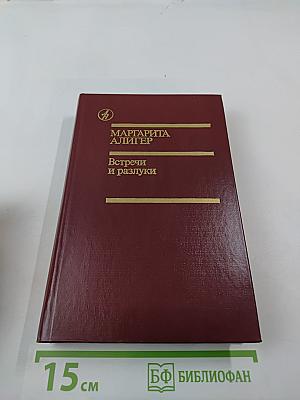 МАРГАРИТА
АЛИГЕР
Встречи
и разлуки
15 см
БФ БИБЛИОФАН